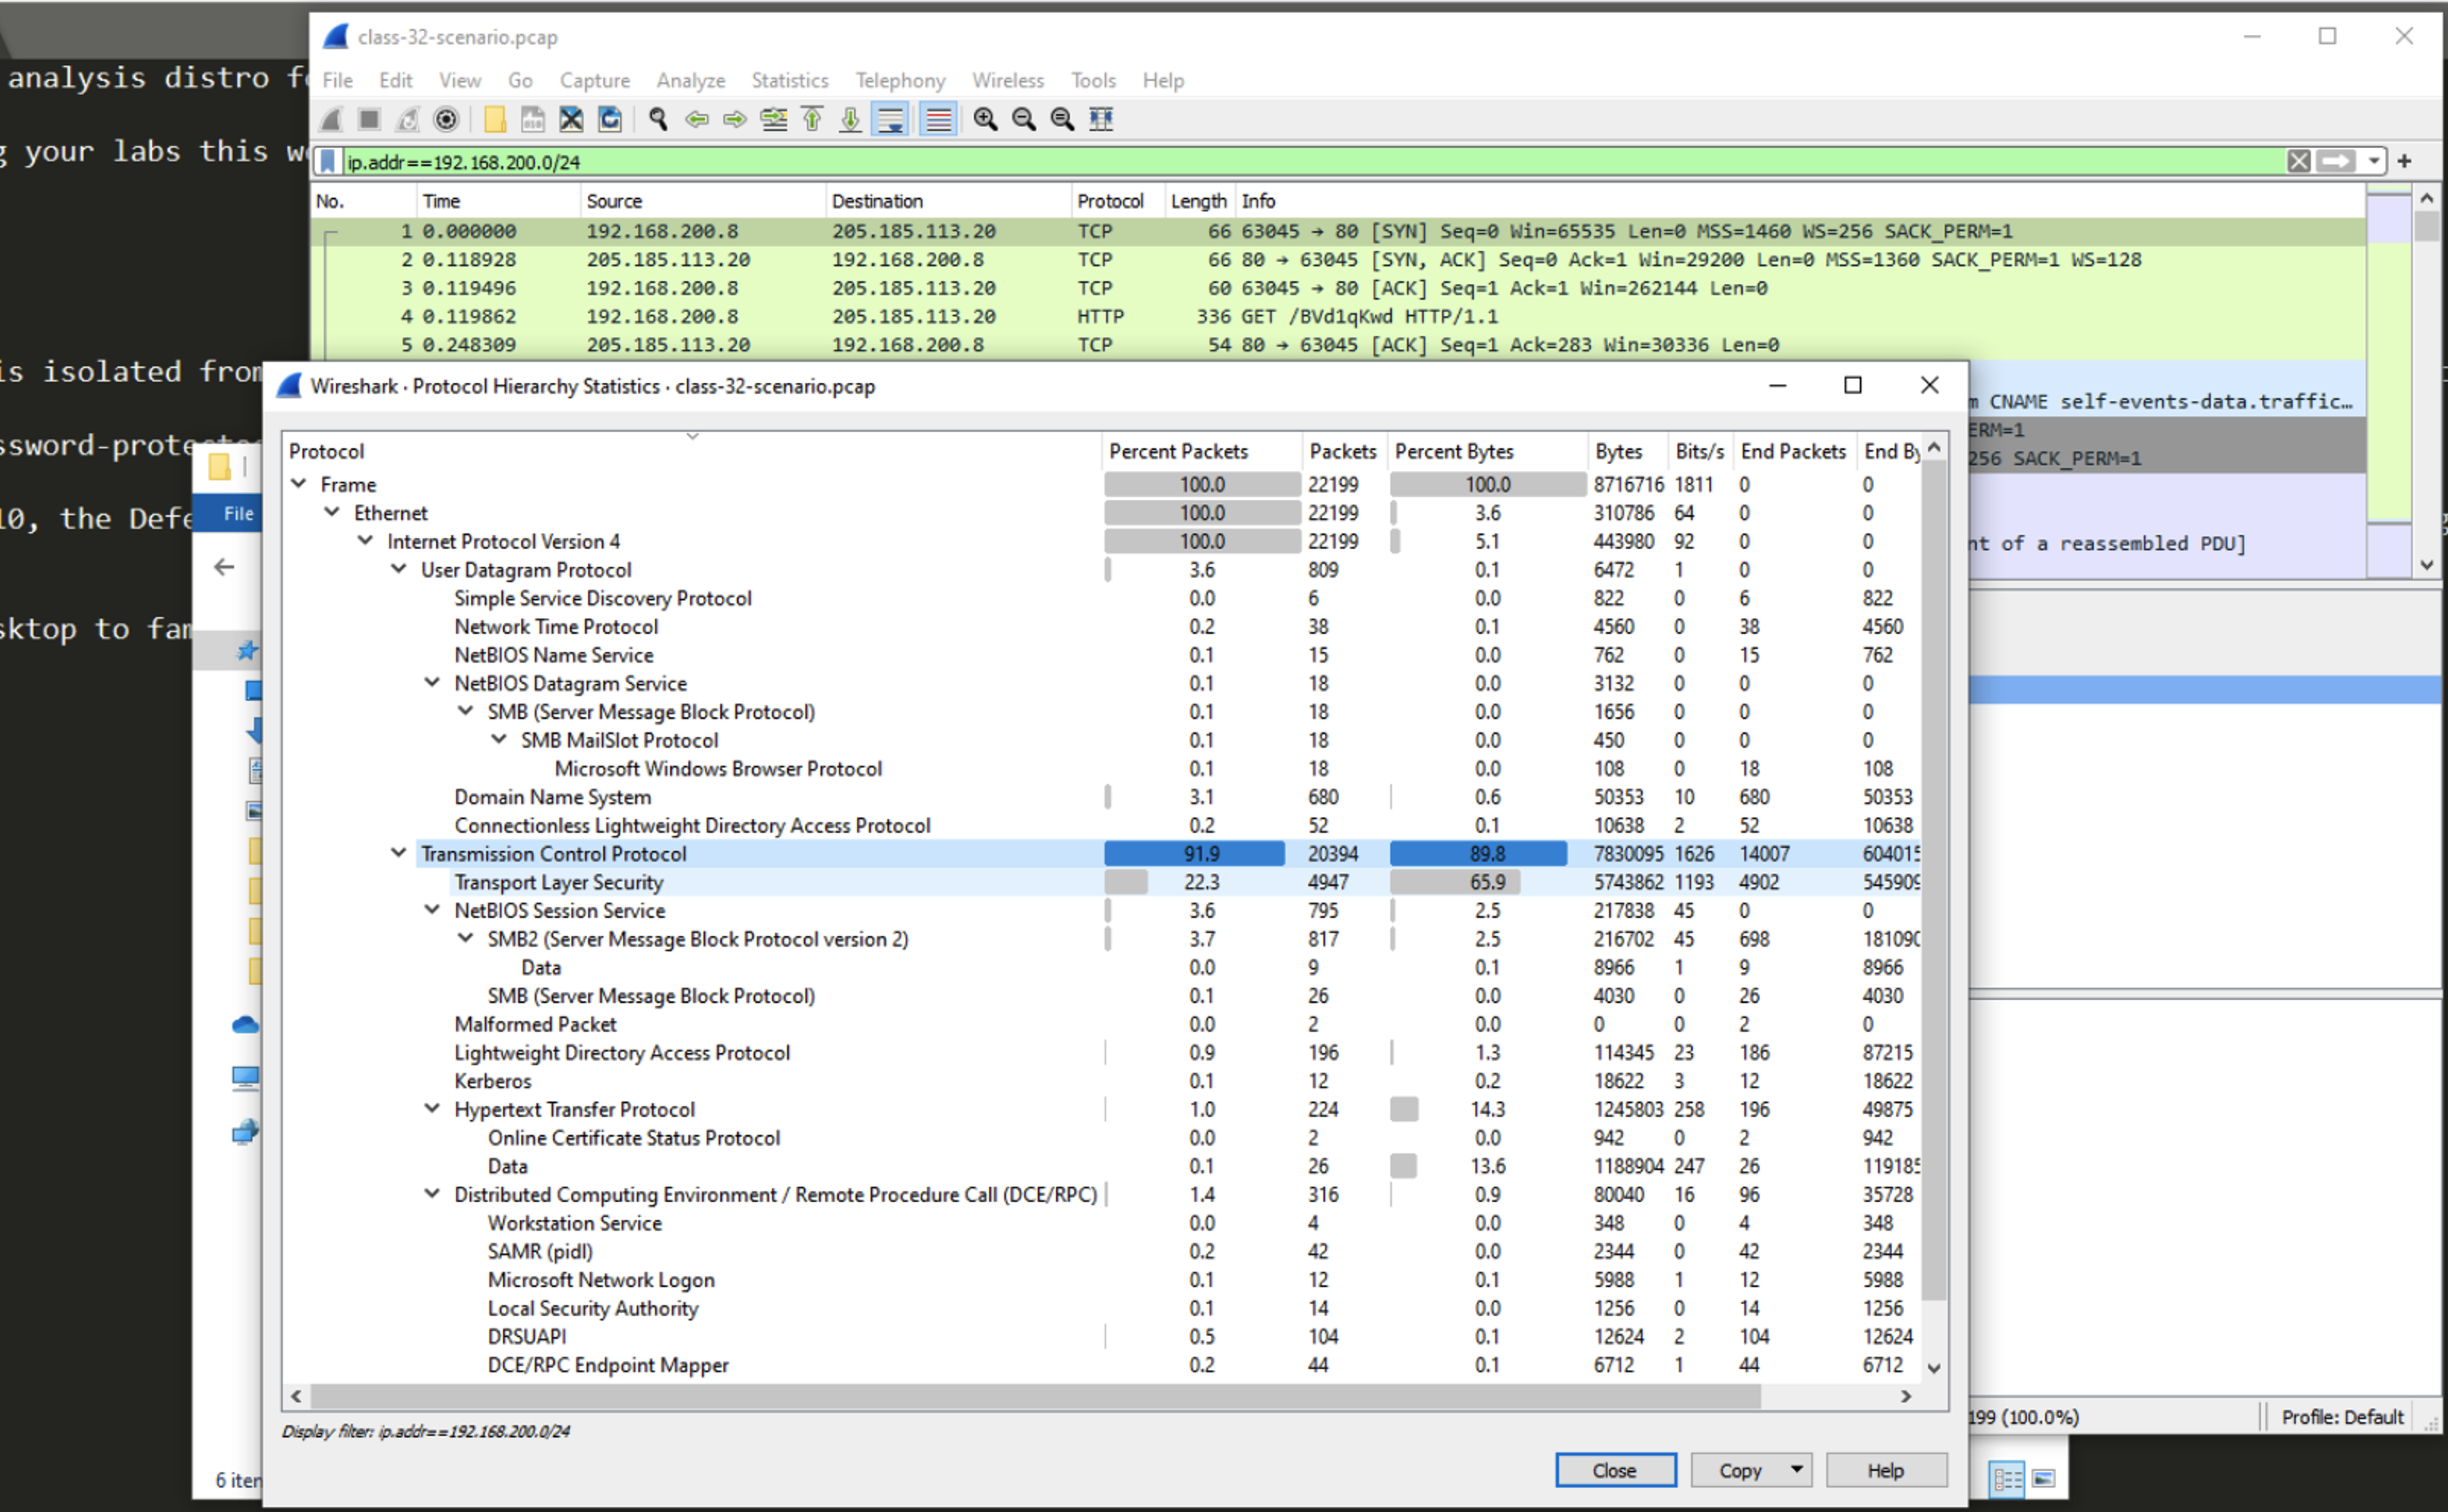 class-32-scenario.pcap
analysis distro fo
File Edit View Go Capture Analyze Statistics Telephony Wireless Tools Help
g your labs this w
ip.addr==192.168.200.0/24
No. Time Source Destination Protocol Length Info
1 0.000000 192.168.200.8 205.185.113.20 TCP 66 63045 → 80 [SYN] Seq=0 Win=65535 Len=0 MSS=1460 WS=256 SACK_PERM=1
2 0.118928 205.185.113.20 192.168.200.8 TCP 66 80 → 63045 [SYN, ACK] Seq=0 Ack=1 Win=29200 Len=0 MSS=1360 SACK_PERM=1 WS=128
3 0.119496 192.168.200.8 205.185.113.20 TCP 60 63045 → 80 [ACK] Seq=1 Ack=1 Win=262144 Len=0
4 0.119862 192.168.200.8 205.185.113.20 HTTP 336 GET /BVd1qKwd HTTP/1.1
5 0.248309 205.185.113.20 192.168.200.8 TCP 54 80 → 63045 [ACK] Seq=1 Ack=283 Win=30336 Len=0
is isolated from
Wireshark · Protocol Hierarchy Statistics · class-32-scenario.pcap
m CNAME self-events-data.traffic…
ERM=1
256 SACK_PERM=1
nt of a reassembled PDU]
ssword-protecte
10, the Defe
File
sktop to fam
Protocol Percent Packets Packets Percent Bytes Bytes Bits/s End Packets End By
Frame 100.0 22199 100.0 8716716 1811 0 0
Ethernet 100.0 22199 3.6 310786 64 0 0
Internet Protocol Version 4 100.0 22199 5.1 443980 92 0 0
User Datagram Protocol 3.6 809 0.1 6472 1 0 0
Simple Service Discovery Protocol 0.0 6 0.0 822 0 6 822
Network Time Protocol 0.2 38 0.1 4560 0 38 4560
NetBIOS Name Service 0.1 15 0.0 762 0 15 762
NetBIOS Datagram Service 0.1 18 0.0 3132 0 0 0
SMB (Server Message Block Protocol) 0.1 18 0.0 1656 0 0 0
SMB MailSlot Protocol 0.1 18 0.0 450 0 0 0
Microsoft Windows Browser Protocol 0.1 18 0.0 108 0 18 108
Domain Name System 3.1 680 0.6 50353 10 680 50353
Connectionless Lightweight Directory Access Protocol 0.2 52 0.1 10638 2 52 10638
Transmission Control Protocol 91.9 20394 89.8 7830095 1626 14007 604015
Transport Layer Security 22.3 4947 65.9 5743862 1193 4902 545909
NetBIOS Session Service 3.6 795 2.5 217838 45 0 0
SMB2 (Server Message Block Protocol version 2) 3.7 817 2.5 216702 45 698 181090
Data 0.0 9 0.1 8966 1 9 8966
SMB (Server Message Block Protocol) 0.1 26 0.0 4030 0 26 4030
Malformed Packet 0.0 2 0.0 0 0 2 0
Lightweight Directory Access Protocol 0.9 196 1.3 114345 23 186 87215
Kerberos 0.1 12 0.2 18622 3 12 18622
Hypertext Transfer Protocol 1.0 224 14.3 1245803 258 196 49875
Online Certificate Status Protocol 0.0 2 0.0 942 0 2 942
Data 0.1 26 13.6 1188904 247 26 119185
Distributed Computing Environment / Remote Procedure Call (DCE/RPC) 1.4 316 0.9 80040 16 96 35728
Workstation Service 0.0 4 0.0 348 0 4 348
SAMR (pidl) 0.2 42 0.0 2344 0 42 2344
Microsoft Network Logon 0.1 12 0.1 5988 1 12 5988
Local Security Authority 0.1 14 0.0 1256 0 14 1256
DRSUAPI 0.5 104 0.1 12624 2 104 12624
DCE/RPC Endpoint Mapper 0.2 44 0.1 6712 1 44 6712
Display filter: ip.addr==192.168.200.0/24
199 (100.0%) Profile: Default
Close Copy Help
6 iten